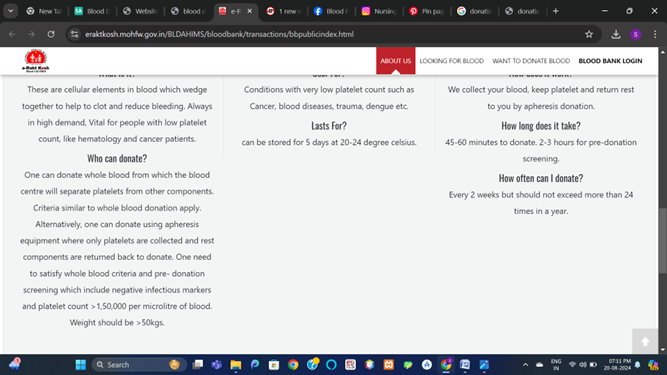 New Tab
Blood D
Website
blood d
e-R
1 new n
Blood
Nursing
Pin pag
donatio
donatio
eraktkosh.mohfw.gov.in/BLDAHIMS/bloodbank/transactions/bbpublicindex.html
S
e-Rakt Kosh
ABOUT US LOOKING FOR BLOOD WANT TO DONATE BLOOD BLOOD BANK LOGIN
These are cellular elements in blood which wedge
together to help to clot and reduce bleeding. Always
in high demand, Vital for people with low platelet
count, like hematology and cancer patients.
Who can donate?
One can donate whole blood from which the blood
centre will separate platelets from other components.
Criteria similar to whole blood donation apply.
Alternatively, one can donate using apheresis
equipment where only platelets are collected and rest
components are returned back to donate. One need
to satisfy whole blood criteria and pre- donation
screening which include negative infectious markers
and platelet count >1,50,000 per microlitre of blood.
Weight should be >50kgs.
Conditions with very low platelet count such as
Cancer, blood diseases, trauma, dengue etc.
Lasts For?
can be stored for 5 days at 20-24 degree celsius.
How does it work?
We collect your blood, keep platelet and return rest
to you by apheresis donation.
How long does it take?
45-60 minutes to donate. 2-3 hours for pre-donation
screening.
How often can I donate?
Every 2 weeks but should not exceed more than 24
times in a year.
Search
ENG
IN
07:11 PM
20-08-2024